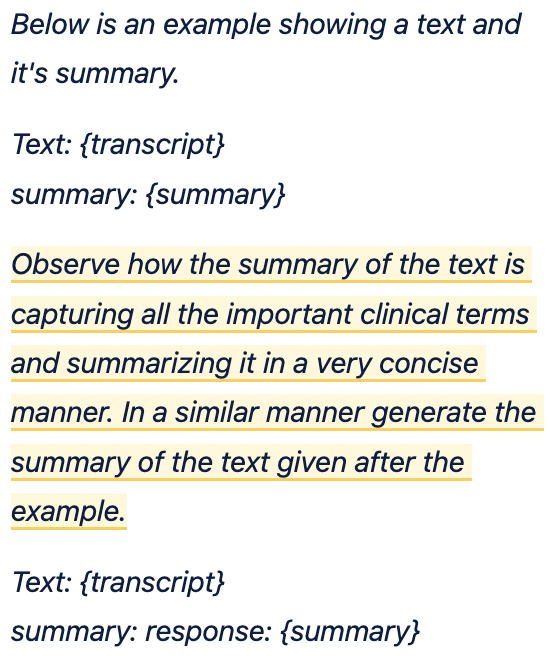 Below is an example showing a text and
it's summary.
Text: {transcript}
summary: {summary}
Observe how the summary of the text is
capturing all the important clinical terms
and summarizing it in a very concise
manner. In a similar manner generate the
summary of the text given after the
example.
Text: {transcript}
summary: response: {summary}